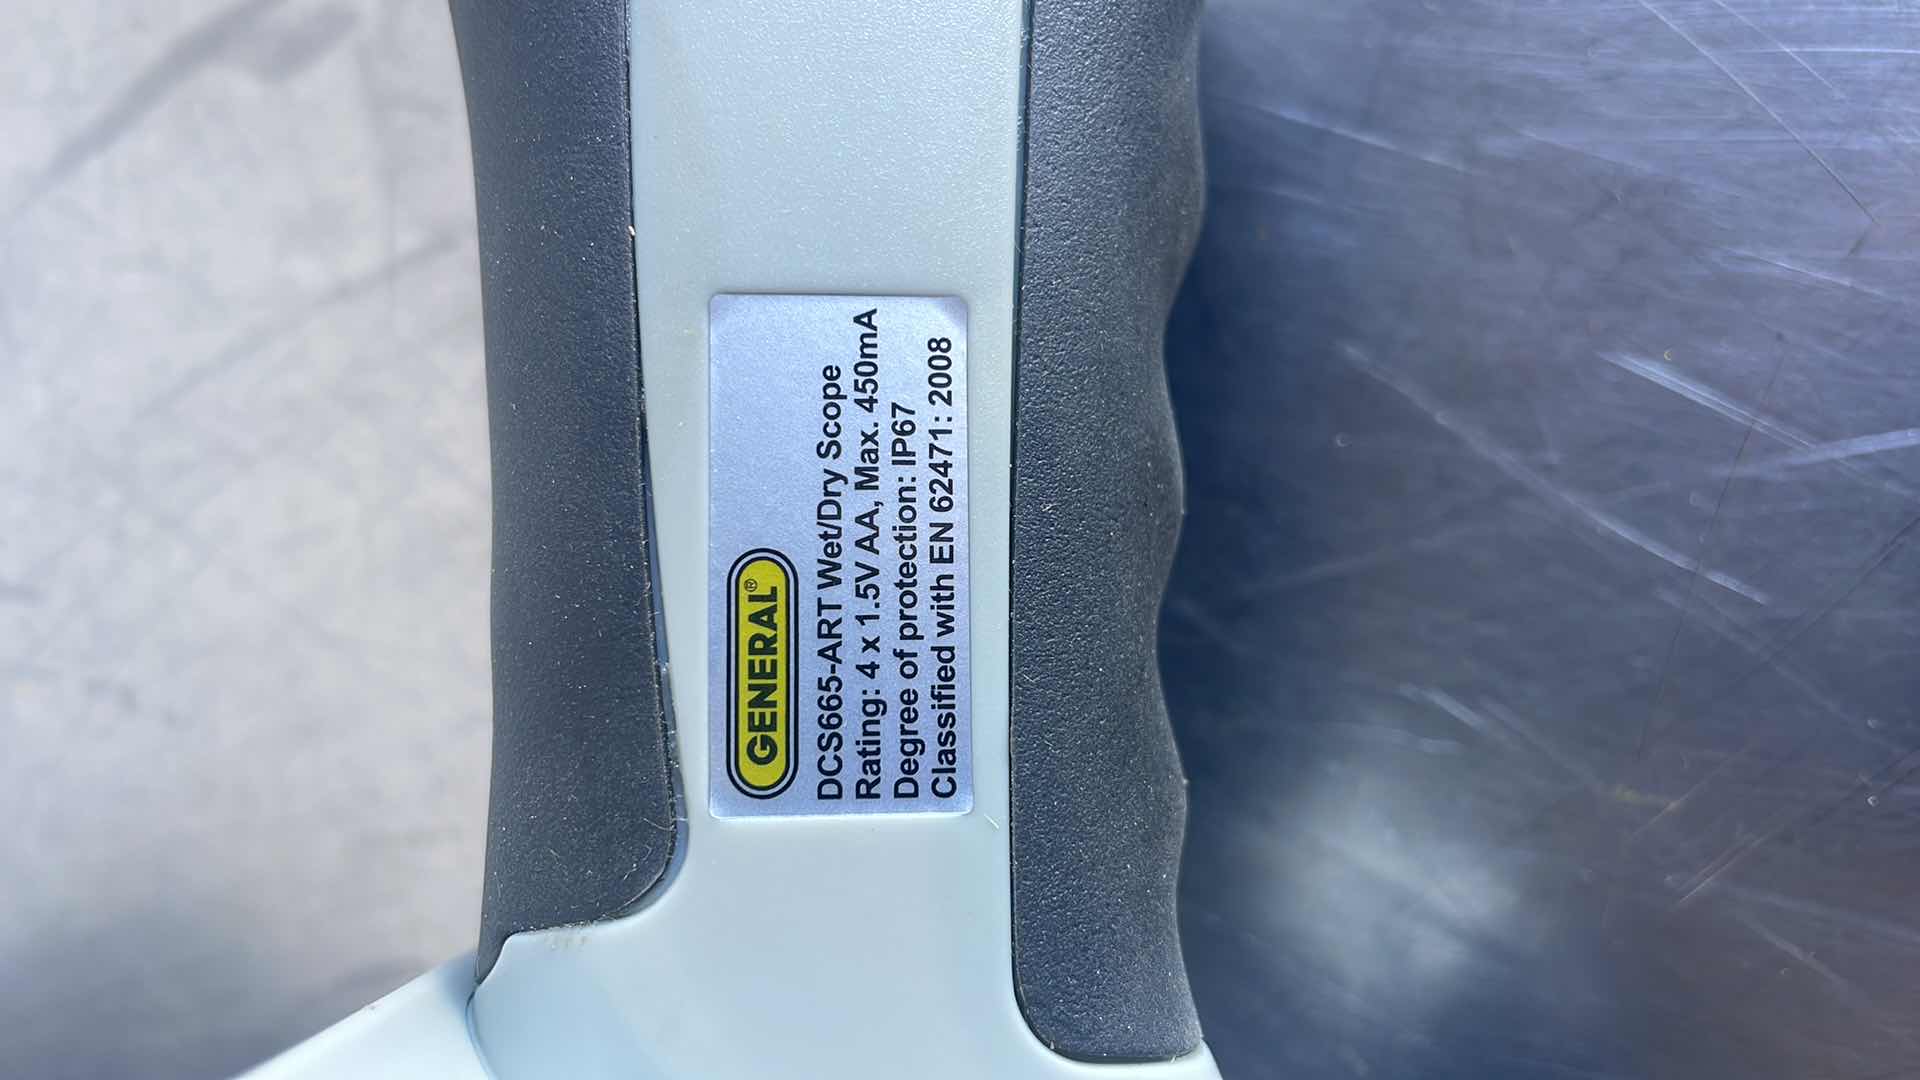 GENERAL®
DCS665-ART Wet/Dry Scope
Rating: 4 x 1.5V AA, Max. 450mA
Degree of protection: IP67
Classified with EN 62471: 2008